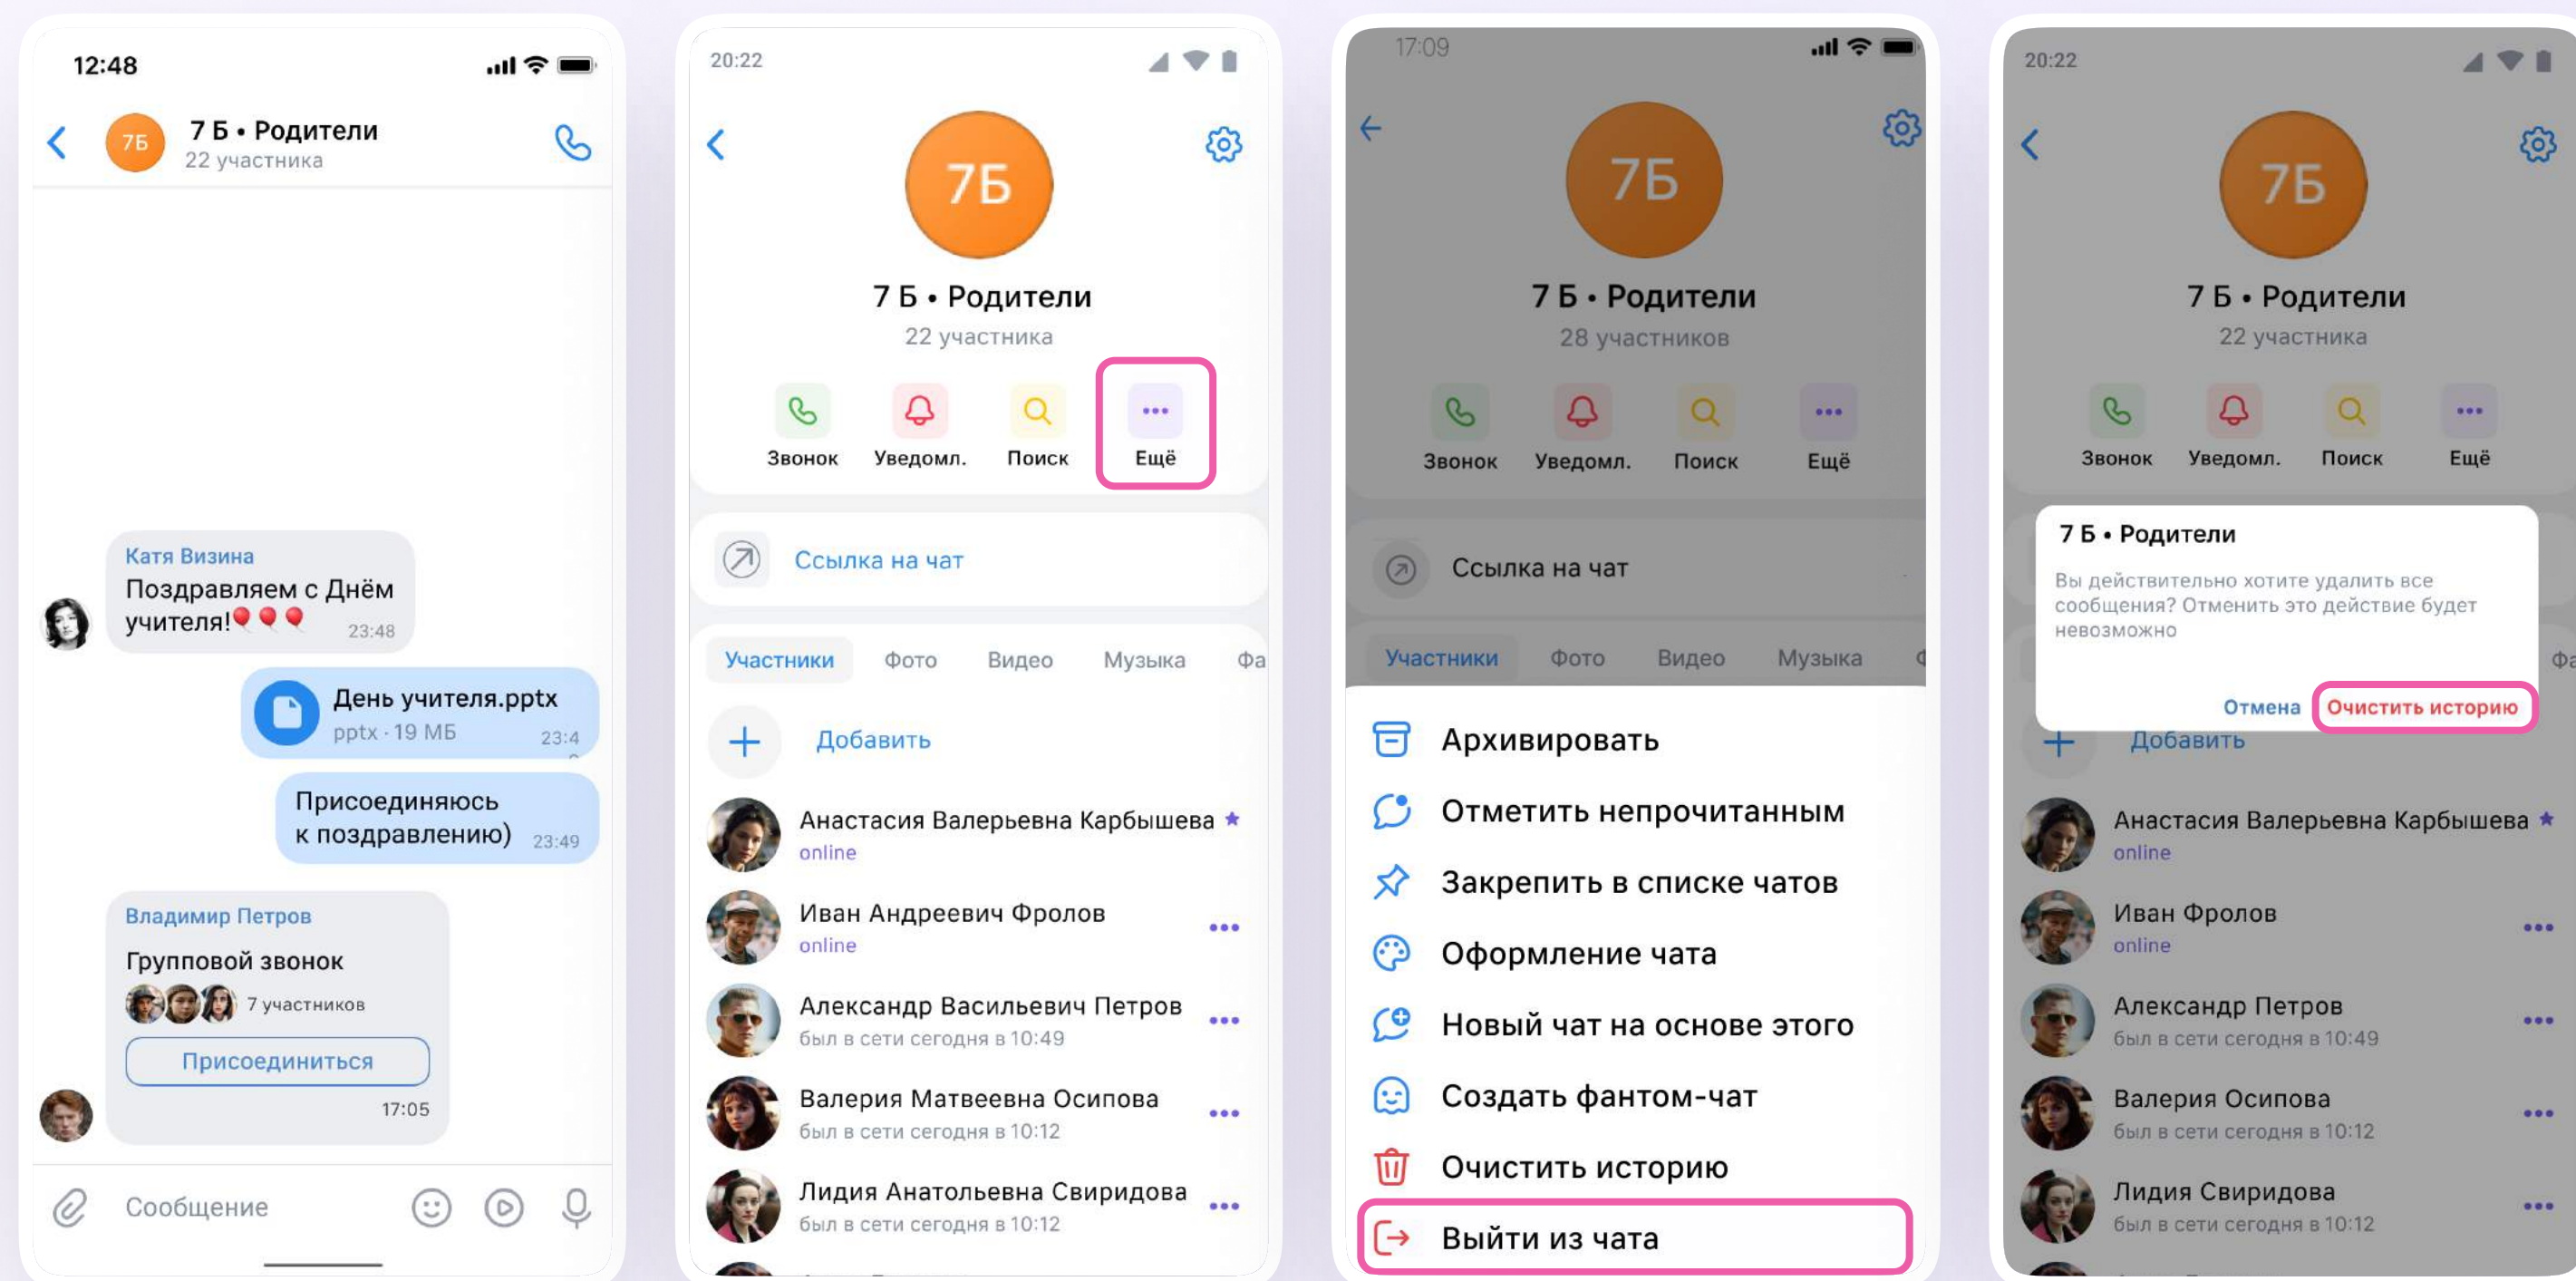 12:48
7Б
7 Б • Родители
22 участника
Катя Визина
Поздравляем с Днём
учителя!🎈🎈🎈
23:48
День учителя.pptx
pptx · 19 МБ
23:4
Присоединяюсь
к поздравлению)
23:49
Владимир Петров
Групповой звонок
7 участников
Присоединиться
17:05
Сообщение
20:22
7Б
7 Б • Родители
22 участника
Звонок
Уведомл.
Поиск
Ещё
Ссылка на чат
Участники
Фото
Видео
Музыка
Фа
Добавить
Анастасия Валерьевна Карбышева
online
Иван Андреевич Фролов
online
Александр Васильевич Петров
был в сети сегодня в 10:49
Валерия Матвеевна Осипова
был в сети сегодня в 10:12
Лидия Анатольевна Свиридова
был в сети сегодня в 10:12
17:09
7Б
7 Б • Родители
28 участников
Звонок
Уведомл.
Поиск
Ещё
Ссылка на чат
Участники
Фото
Видео
Музыка
Архивировать
Отметить непрочитанным
Закрепить в списке чатов
Оформление чата
Новый чат на основе этого
Создать фантом-чат
Очистить историю
Выйти из чата
20:22
7Б
7 Б • Родители
22 участника
Звонок
Уведомл.
Поиск
Ещё
7 Б • Родители
Вы действительно хотите удалить все
сообщения? Отменить это действие будет
невозможно
Отмена
Очистить историю
Фа
Добавить
Анастасия Валерьевна Карбышева
online
Иван Фролов
online
Александр Петров
был в сети сегодня в 10:49
Валерия Осипова
был в сети сегодня в 10:12
Лидия Свиридова
был в сети сегодня в 10:12